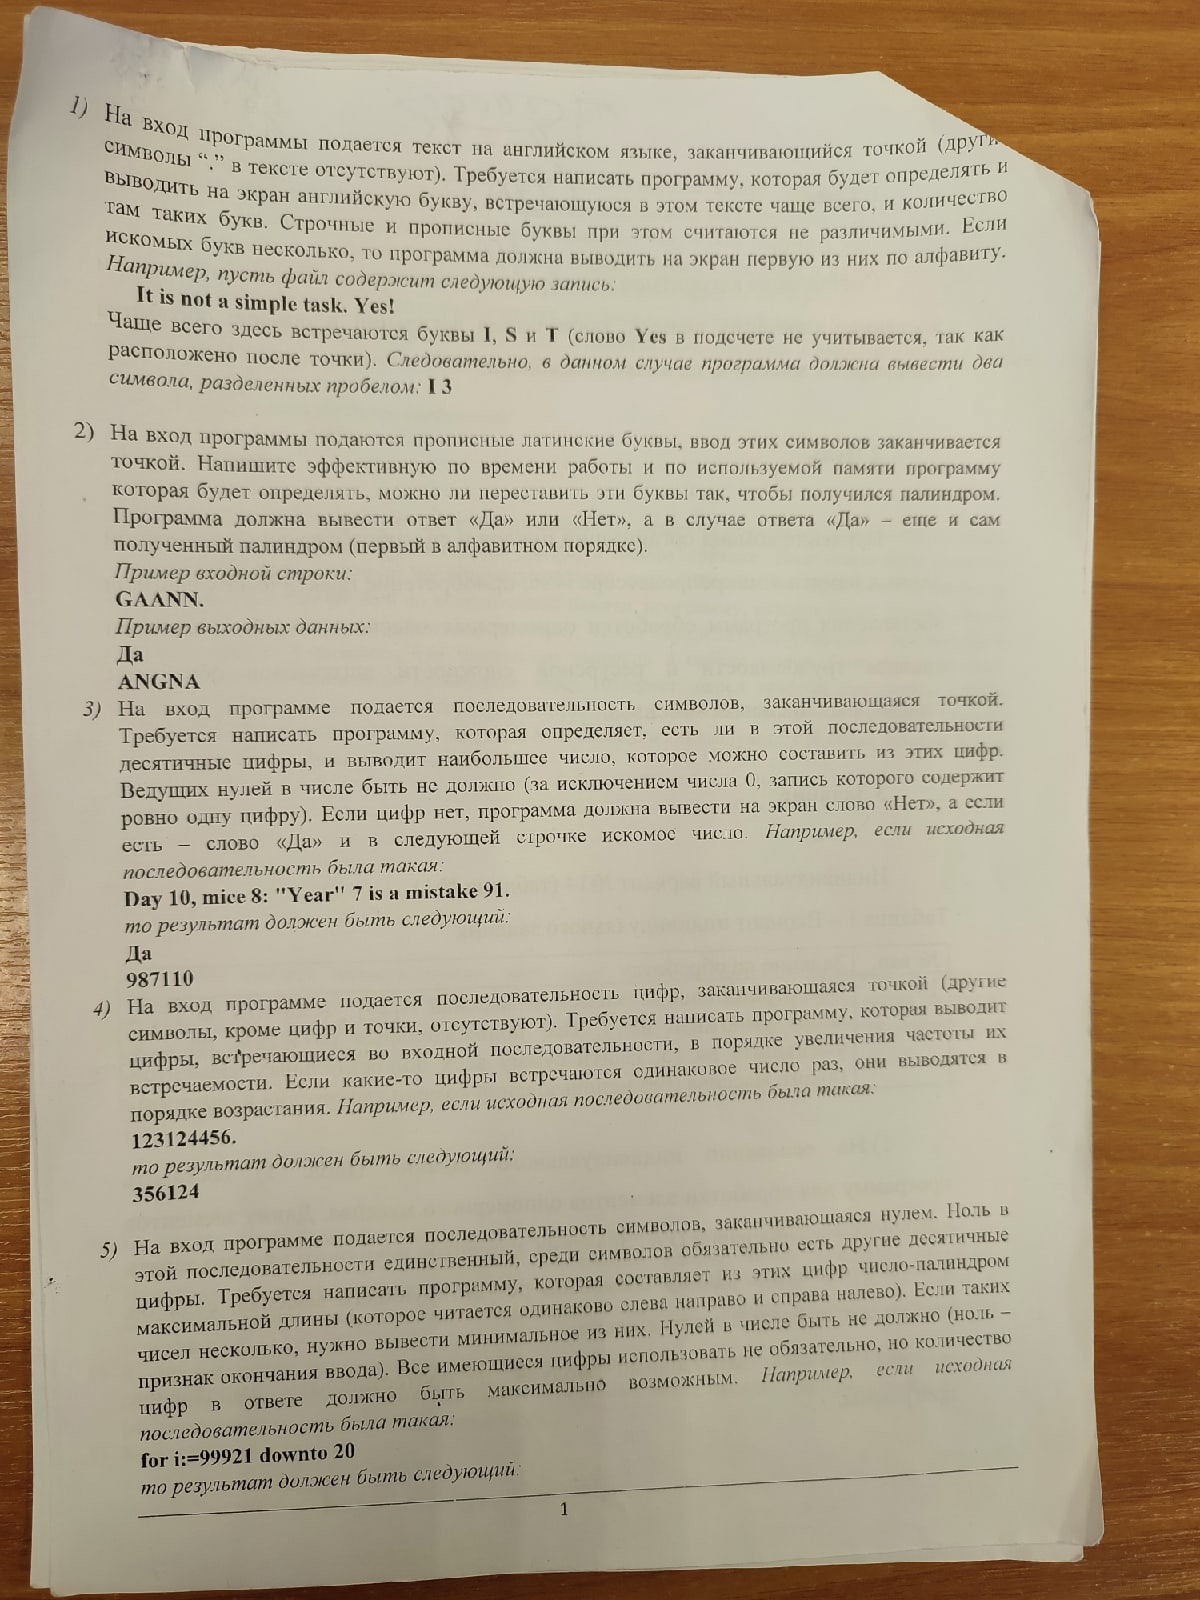 1) На вход программы подается текст на английском языке, заканчивающийся точкой (други
символы “.” в тексте отсутствуют). Требуется написать программу, которая будет определять и
выводить на экран английскую букву, встречающуюся в этом тексте чаще всего, и количество
там таких букв. Строчные и прописные буквы при этом считаются не различимыми. Если
искомых букв несколько, то программа должна выводить на экран первую из них по алфавиту.
Например, пусть файл содержит следующую запись:
It is not a simple task. Yes!
Чаще всего здесь встречаются буквы I, S и T (слово Yes в подсчете не учитывается, так как
расположено после точки). Следовательно, в данном случае программа должна вывести два
символа, разделенных пробелом: I 3
2) На вход программы подаются прописные латинские буквы, ввод этих символов заканчивается
точкой. Напишите эффективную по времени работы и по используемой памяти программу
которая будет определять, можно ли переставить эти буквы так, чтобы получился палиндром.
Программа должна вывести ответ «Да» или «Нет», а в случае ответа «Да» – еще и сам
полученный палиндром (первый в алфавитном порядке).
Пример входной строки:
GAANN.
Пример выходных данных:
Да
ANGNA
3) На вход программе подается последовательность символов, заканчивающаяся точкой.
Требуется написать программу, которая определяет, есть ли в этой последовательности
десятичные цифры, и выводит наибольшее число, которое можно составить из этих цифр.
Ведущих нулей в числе быть не должно (за исключением числа 0, запись которого содержит
ровно одну цифру). Если цифр нет, программа должна вывести на экран слово «Нет», а если
есть – слово «Да» и в следующей строчке искомое число. Например, если исходная
последовательность была такая:
Day 10, mice 8: "Year" 7 is a mistake 91.
то результат должен быть следующий:
Да
987110
4) На вход программе подается последовательность цифр, заканчивающаяся точкой (другие
символы, кроме цифр и точки, отсутствуют). Требуется написать программу, которая выводит
цифры, встречающиеся во входной последовательности, в порядке увеличения частоты их
встречаемости. Если какие-то цифры встречаются одинаковое число раз, они выводятся в
порядке возрастания. Например, если исходная последовательность была такая:
123124456.
то результат должен быть следующий:
356124
5) На вход программе подается последовательность символов, заканчивающаяся нулем. Ноль в
этой последовательности единственный, среди символов обязательно есть другие десятичные
цифры. Требуется написать программу, которая составляет из этих цифр число-палиндром
максимальной длины (которое читается одинаково слева направо и справа налево). Если таких
чисел несколько, нужно вывести минимальное из них. Нулей в числе быть не должно (ноль –
признак окончания ввода). Все имеющиеся цифры использовать не обязательно, но количество
цифр в ответе должно быть максимально возможным. Например, если исходная
последовательность была такая:
for i:=99921 downto 20
то результат должен быть следующий:
1